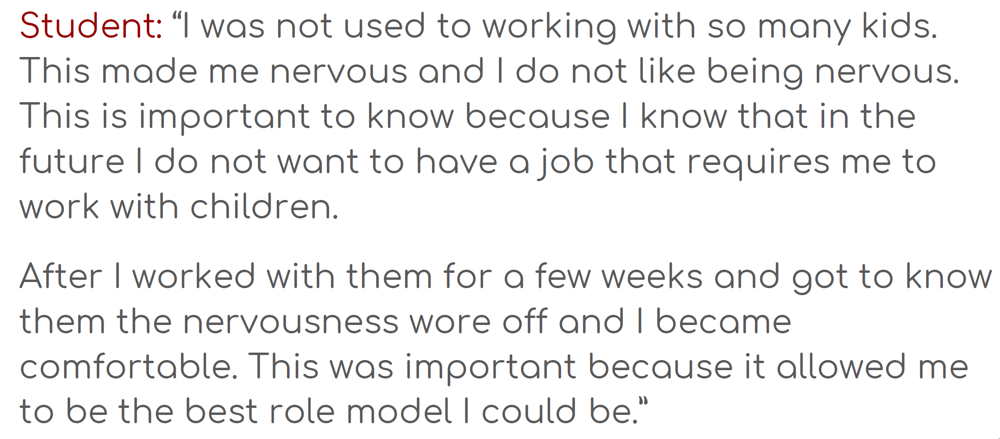 Student: “I was not used to working with so many kids.
This made me nervous and I do not like being nervous.
This is important to know because I know that in the
future I do not want to have a job that requires me to
work with children.
After I worked with them for a few weeks and got to know
them the nervousness wore off and I became
comfortable. This was important because it allowed me
to be the best role model I could be.”